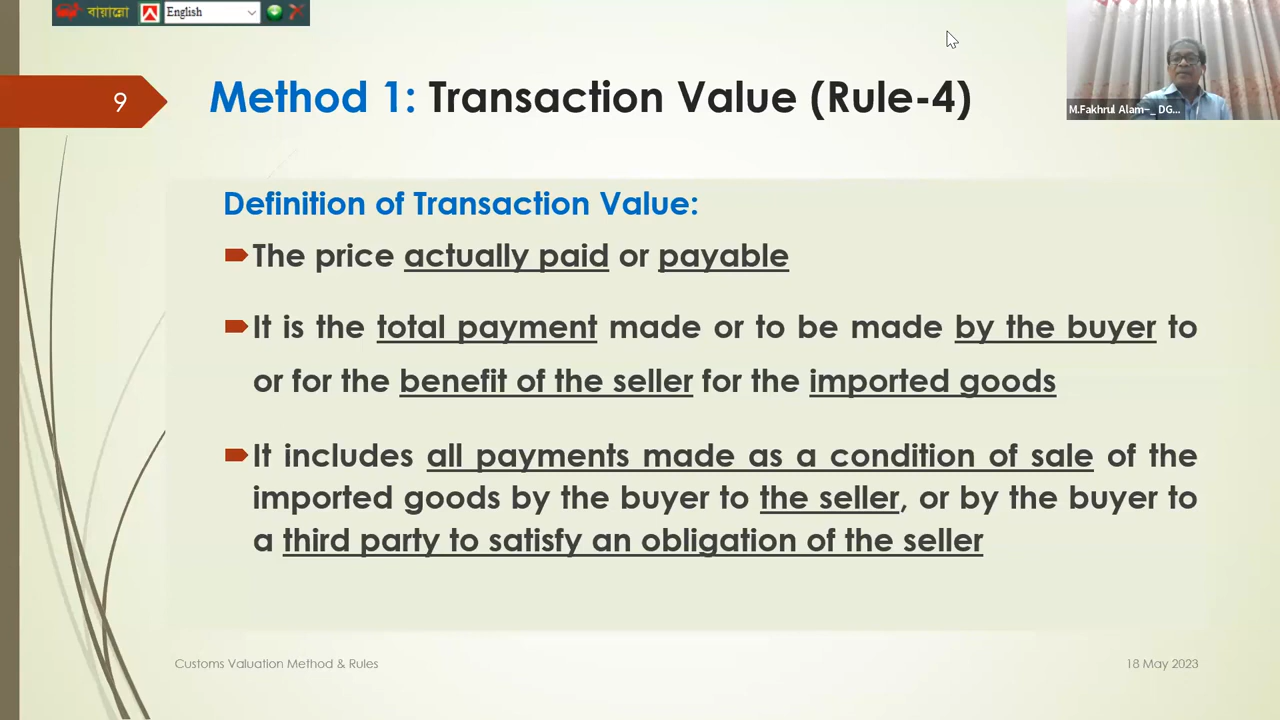 বায়ান্নো English
9
Method 1: Transaction Value (Rule-4)
M.Fakhrul Alam-_ DG...
Definition of Transaction Value:
The price actually paid or payable
It is the total payment made or to be made by the buyer to
or for the benefit of the seller for the imported goods
It includes all payments made as a condition of sale of the
imported goods by the buyer to the seller, or by the buyer to
a third party to satisfy an obligation of the seller
Customs Valuation Method & Rules
18 May 2023